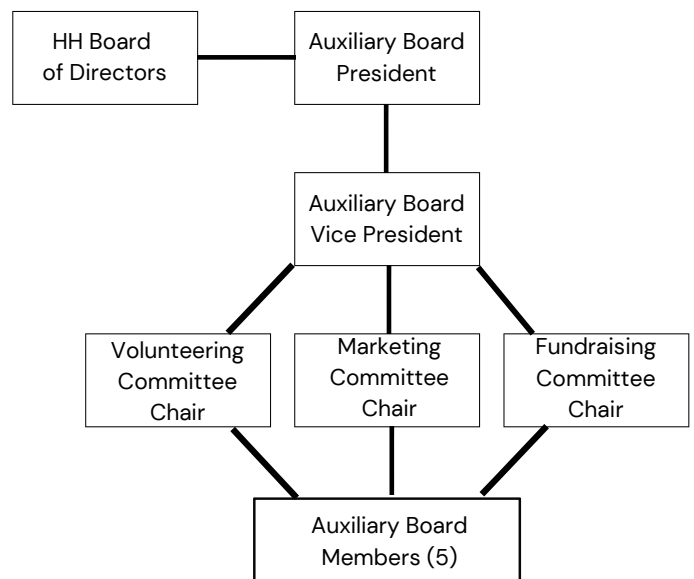 HH Board
of Directors
Auxiliary Board
President
Auxiliary Board
Vice President
Volunteering
Committee
Chair
Marketing
Committee
Chair
Fundraising
Committee
Chair
Auxiliary Board
Members (5)